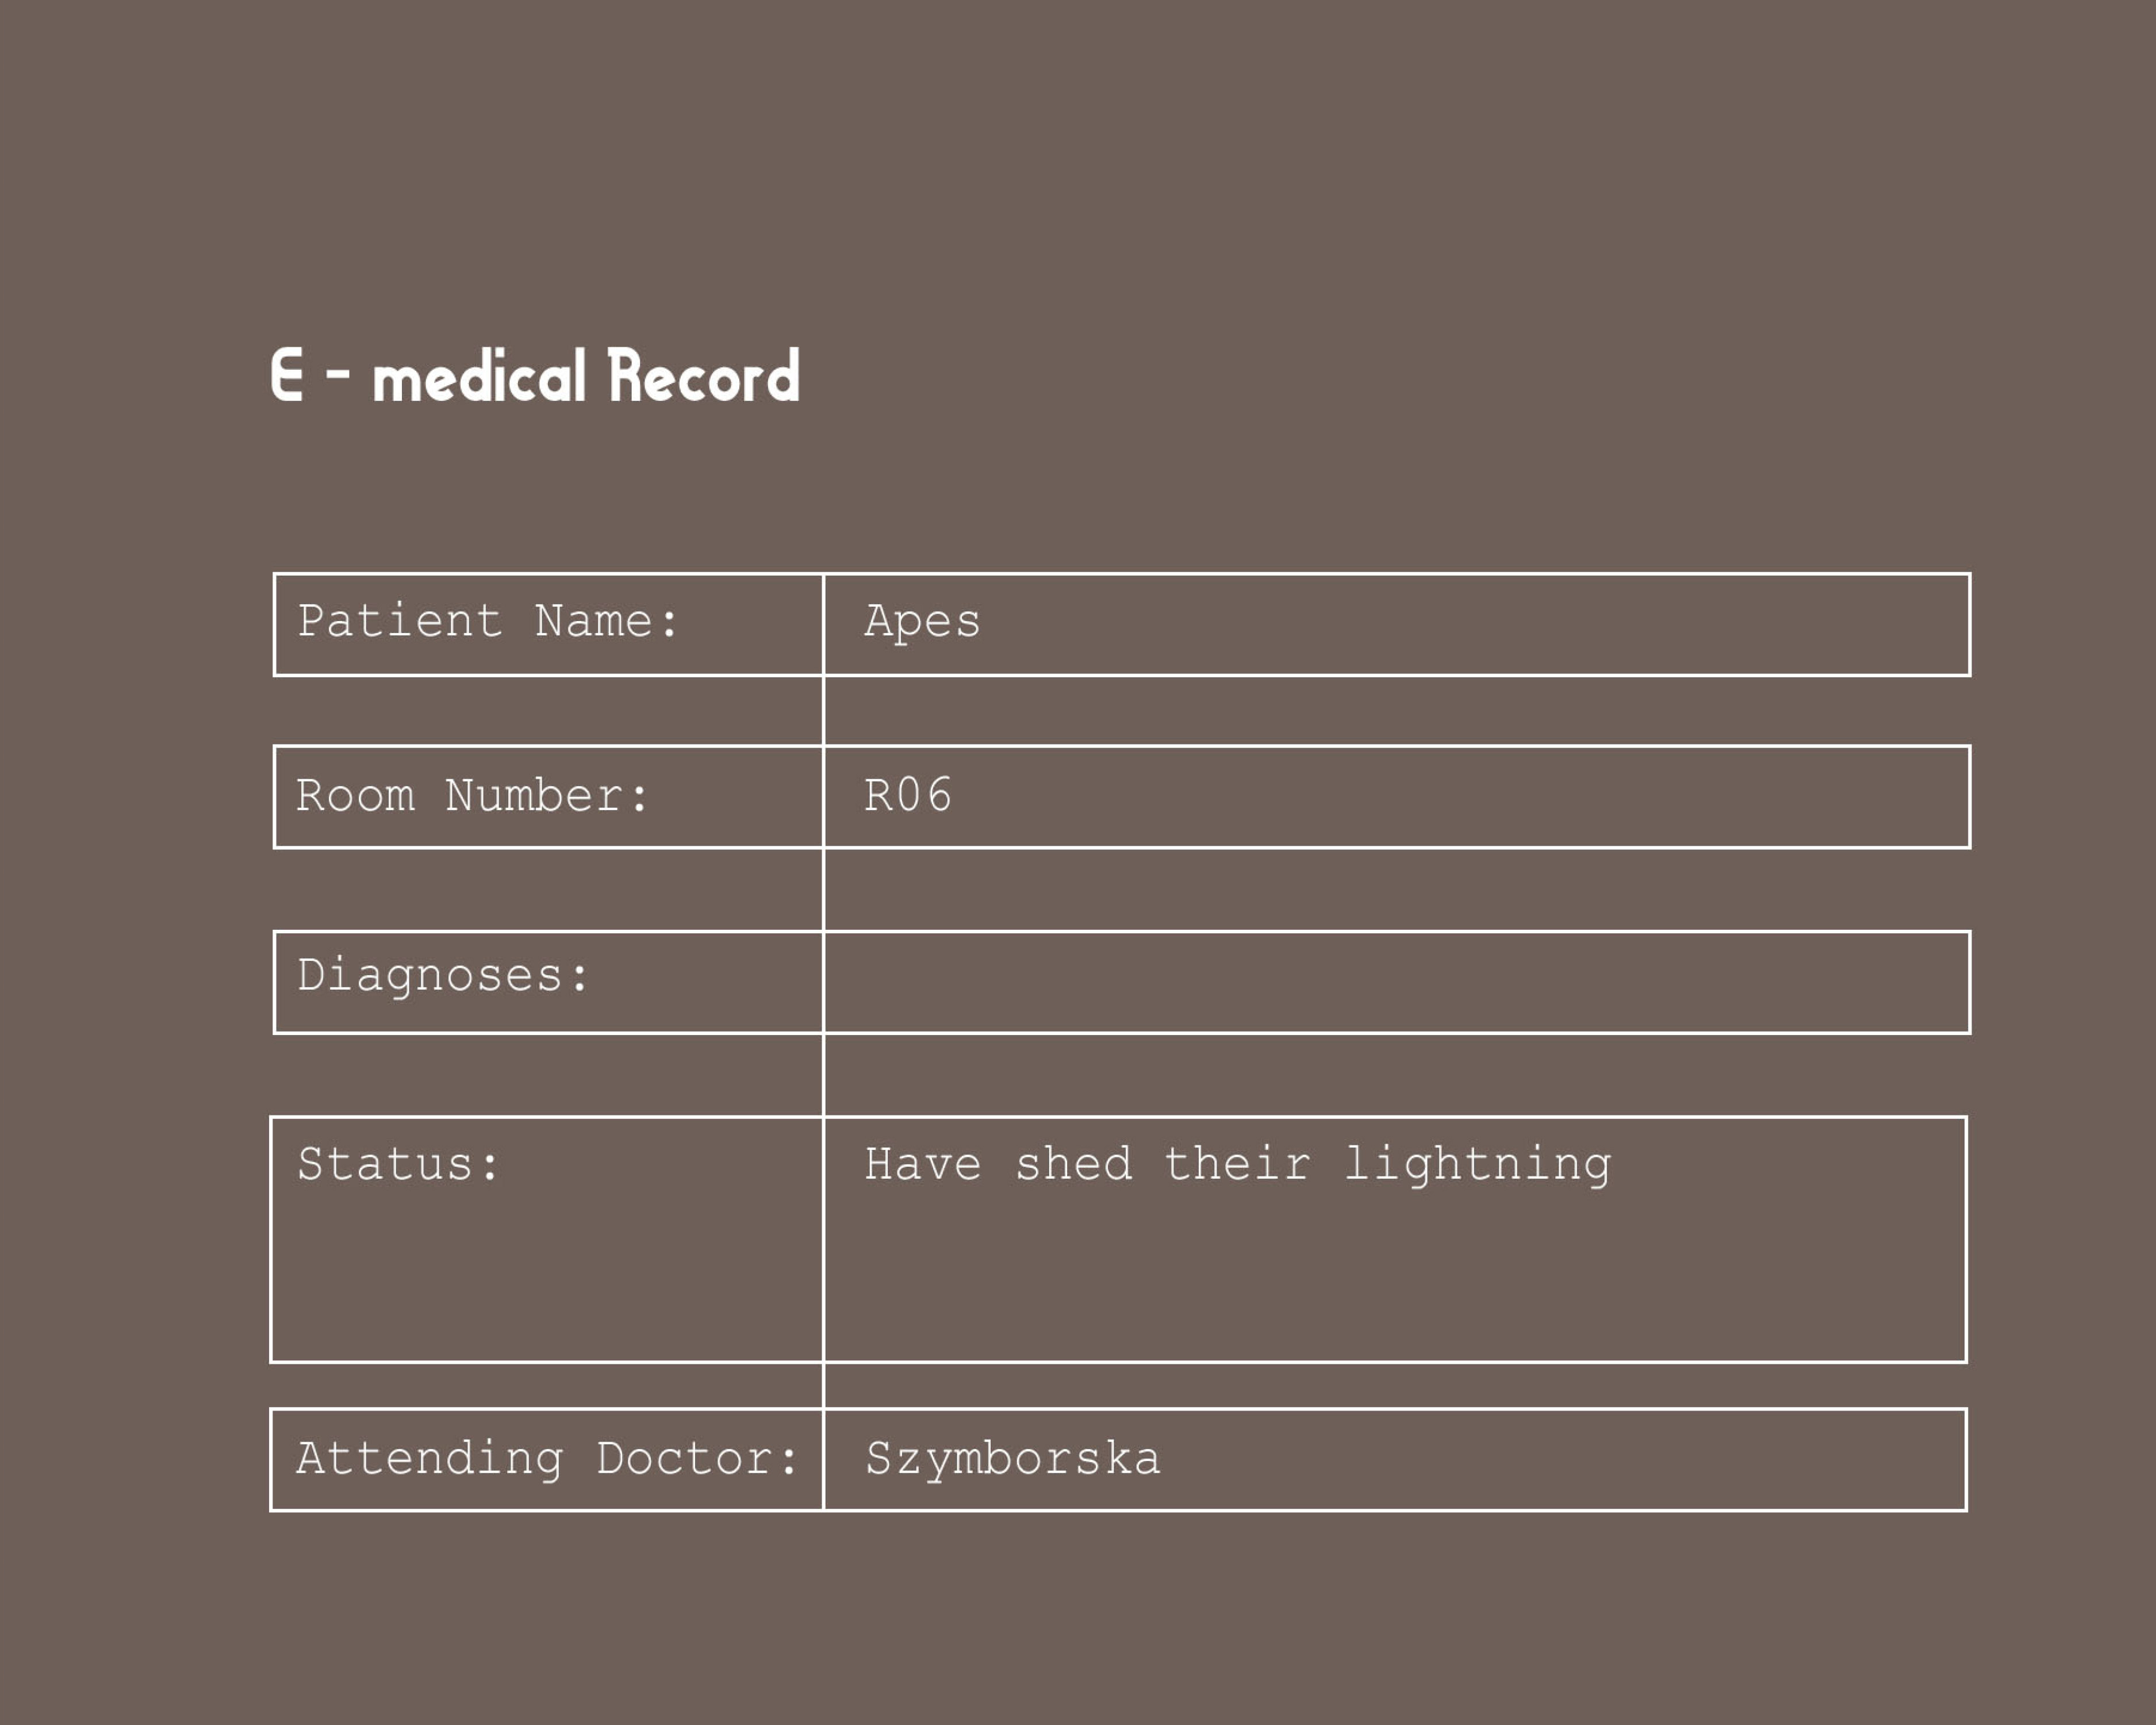 E - medical Record
Patient Name: Apes
Room Number: R06
Diagnoses:
Status: Have shed their lightning
Attending Doctor: Szymborska